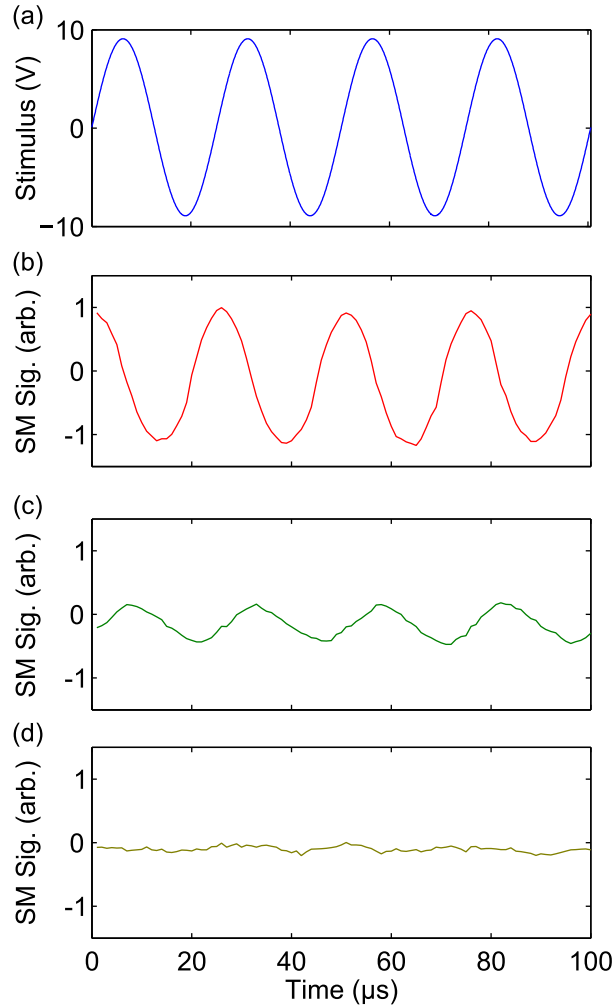 (a)
10
0
−10
Stimulus (V)
(b)
1
0
-1
SM Sig. (arb.)
(c)
1
0
-1
SM Sig. (arb.)
(d)
1
0
-1
SM Sig. (arb.)
0 20 40 60 80 100
Time (µs)